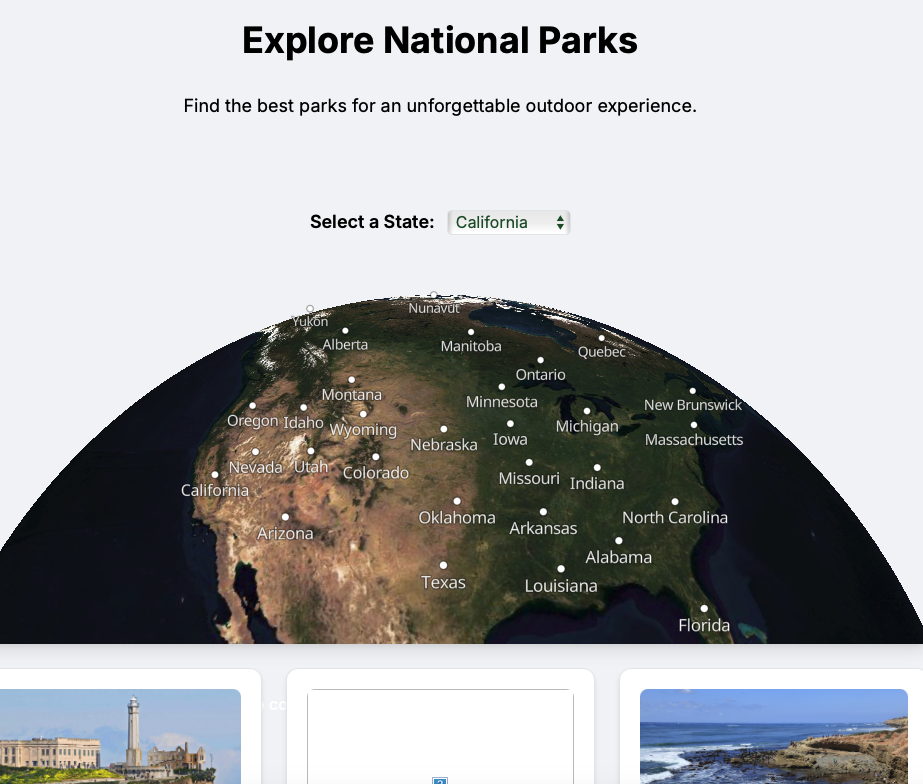 Explore National Parks
Find the best parks for an unforgettable outdoor experience.
Select a State: California
Nunavut
Yukon
Alberta
Manitoba
Quebec
Ontario
Montana
Minnesota
New Brunswick
Oregon Idaho
Wyoming
Michigan
Nebraska
Iowa
Massachusetts
Nevada
Utah
Colorado
Missouri
Indiana
California
Oklahoma
Arkansas
North Carolina
Arizona
Alabama
Texas
Louisiana
Florida
co
?